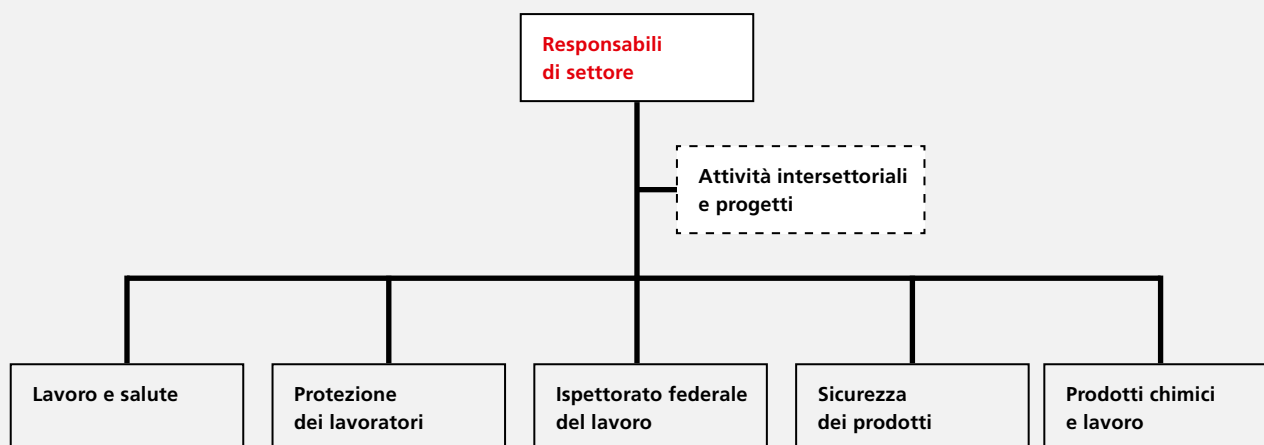 Responsabili
di settore
Attività intersettoriali
e progetti
Lavoro e salute
Protezione
dei lavoratori
Ispettorato federale
del lavoro
Sicurezza
dei prodotti
Prodotti chimici
e lavoro